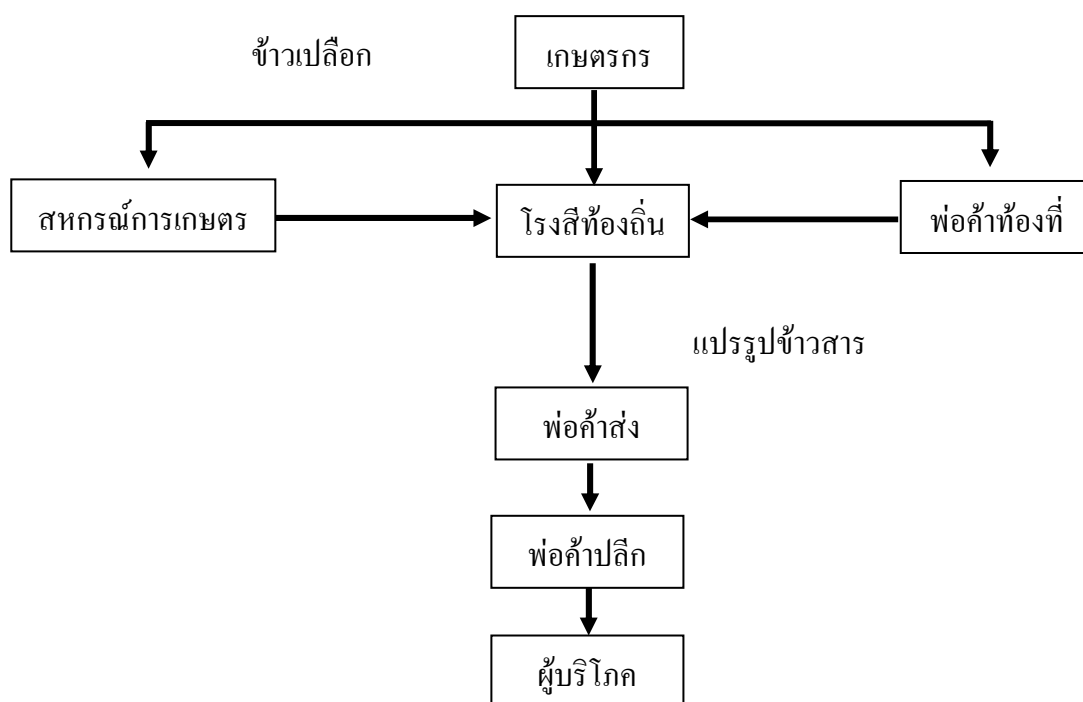 ข้าวเปลือก
เกษตรกร
สหกรณ์การเกษตร
โรงสีท้องถิ่น
พ่อค้าท้องที่
แปรรูปข้าวสาร
พ่อค้าส่ง
พ่อค้าปลีก
ผู้บริโภค